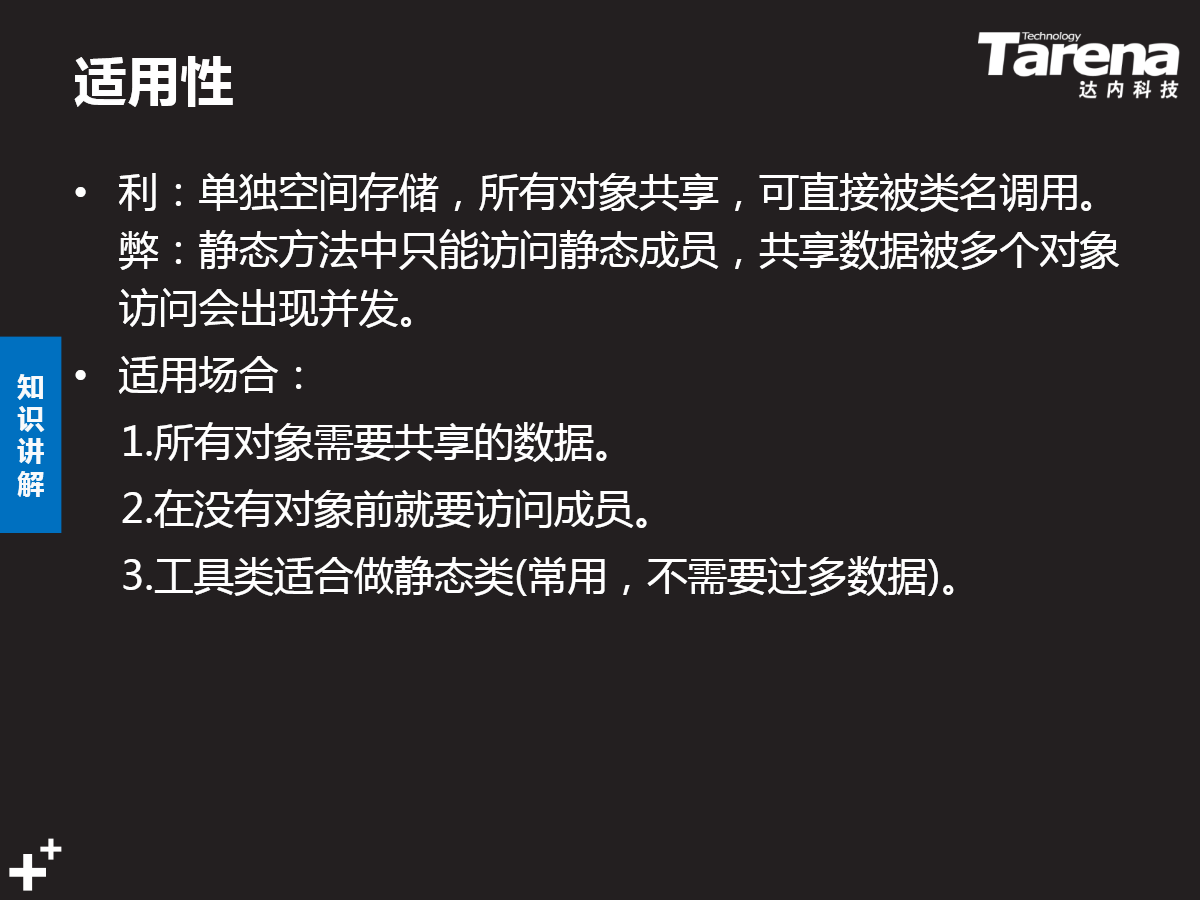 适用性
Technology
Tarena
达内科技
• 利：单独空间存储，所有对象共享，可直接被类名调用。
弊：静态方法中只能访问静态成员，共享数据被多个对象
访问会出现并发。
• 适用场合：
1.所有对象需要共享的数据。
2.在没有对象前就要访问成员。
3.工具类适合做静态类(常用，不需要过多数据)。
知识讲解